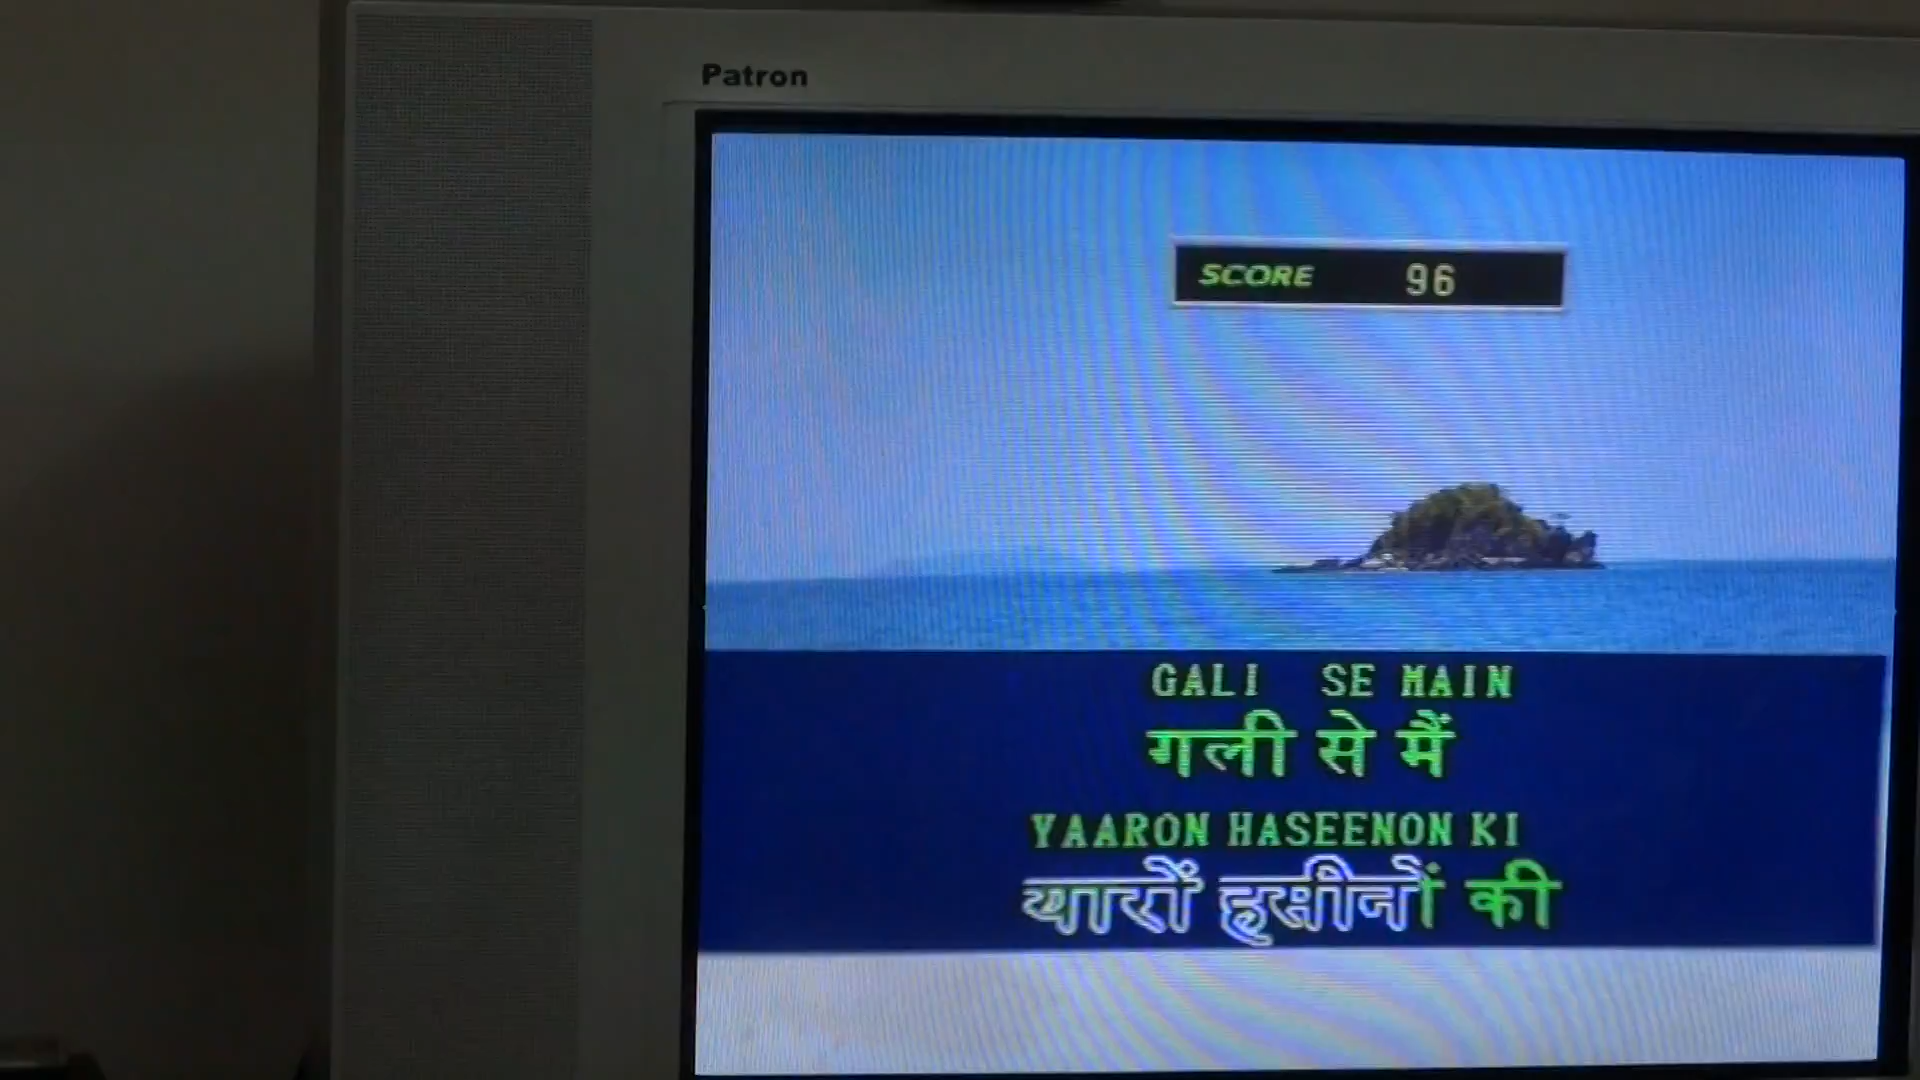 Patron
SCORE 96
GALI SE MAIN
गली से मैं
YAARON HASEENON KI
यारों हसीनों की